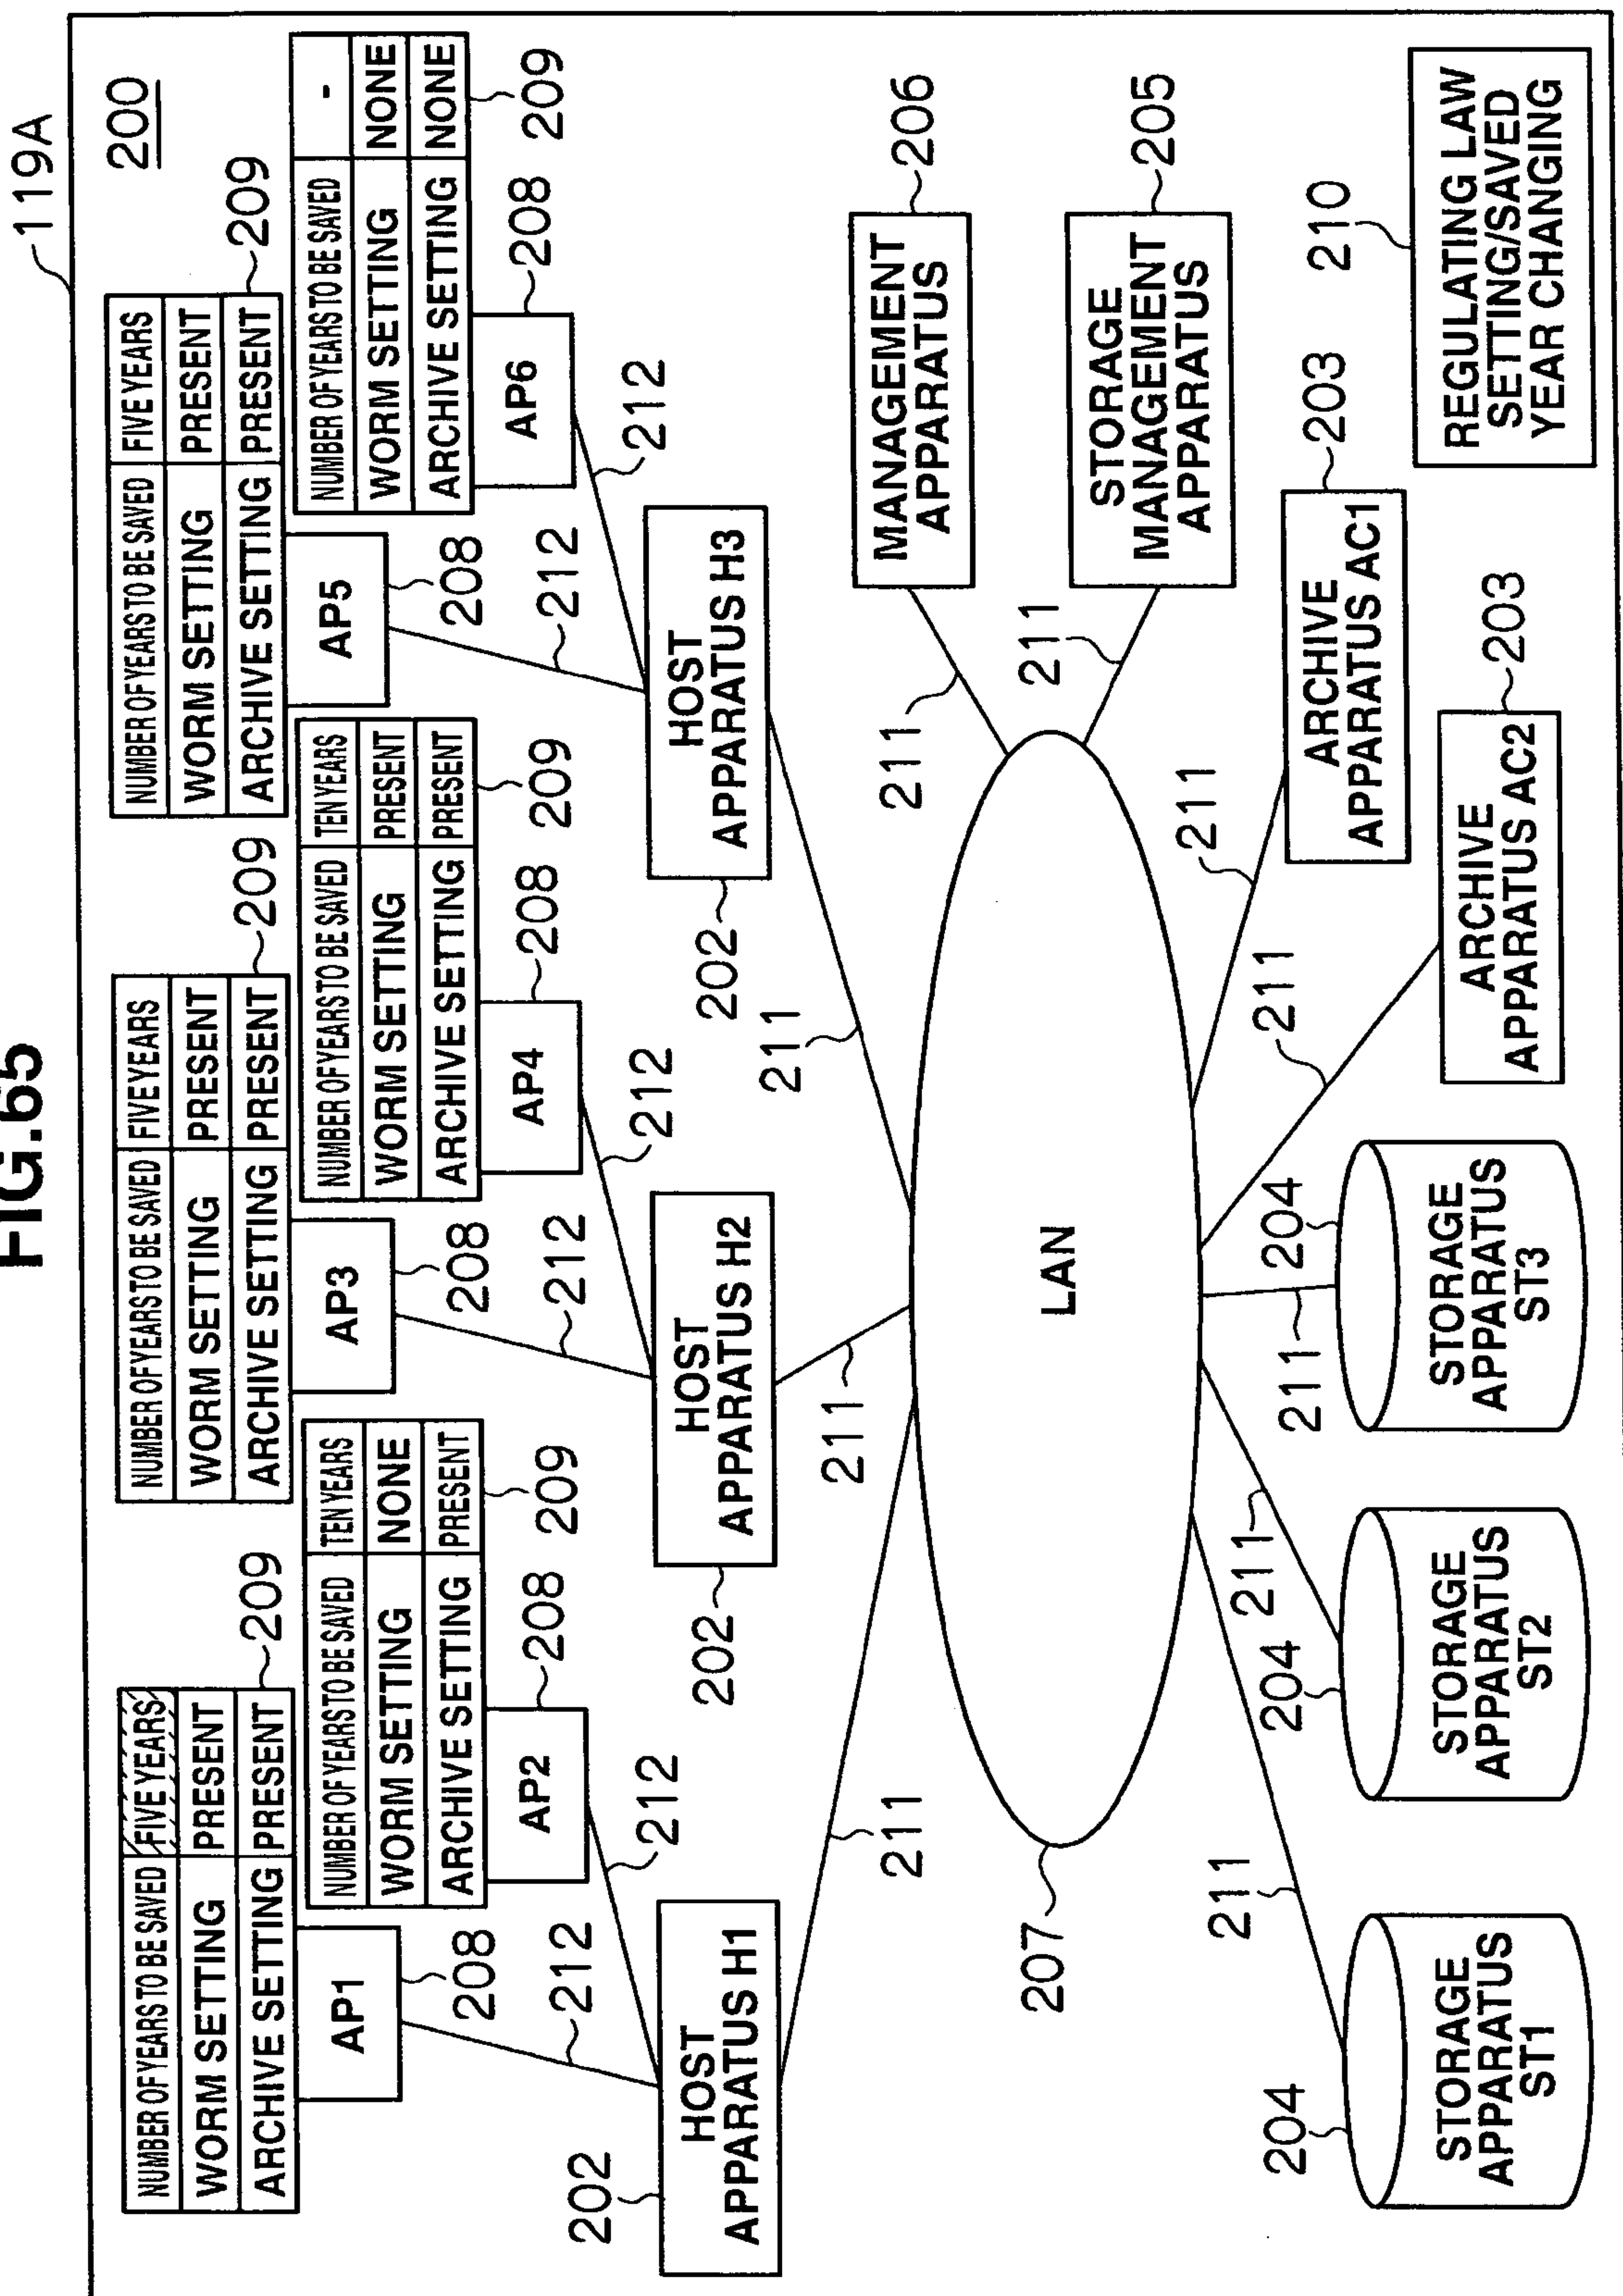 FIG.65
119A
200
NUMBER OF YEARS TO BE SAVED FIVE YEARS
WORM SETTING PRESENT
ARCHIVE SETTING PRESENT
209
AP1
208
212
NUMBER OF YEARS TO BE SAVED TEN YEARS
WORM SETTING NONE
ARCHIVE SETTING PRESENT
209
AP2
208
212
NUMBER OF YEARS TO BE SAVED FIVE YEARS
WORM SETTING PRESENT
ARCHIVE SETTING PRESENT
209
AP3
208
212
NUMBER OF YEARS TO BE SAVED TEN YEARS
WORM SETTING PRESENT
ARCHIVE SETTING PRESENT
209
AP4
208
212
NUMBER OF YEARS TO BE SAVED FIVE YEARS
WORM SETTING PRESENT
ARCHIVE SETTING PRESENT
209
AP5
208
212
NUMBER OF YEARS TO BE SAVED -
WORM SETTING NONE
ARCHIVE SETTING NONE
209
AP6
208
212
202
HOST
APPARATUS H1
211
202
HOST
APPARATUS H2
211
202
HOST
APPARATUS H3
211
207
LAN
211
MANAGEMENT
APPARATUS
206
211
STORAGE
MANAGEMENT
APPARATUS
205
204
211
STORAGE
APPARATUS
ST1
204
211
STORAGE
APPARATUS
ST2
204
211
STORAGE
APPARATUS
ST3
211
ARCHIVE
APPARATUS AC2
203
211
ARCHIVE
APPARATUS AC1
203
210
REGULATING LAW
SETTING/SAVED
YEAR CHANGING